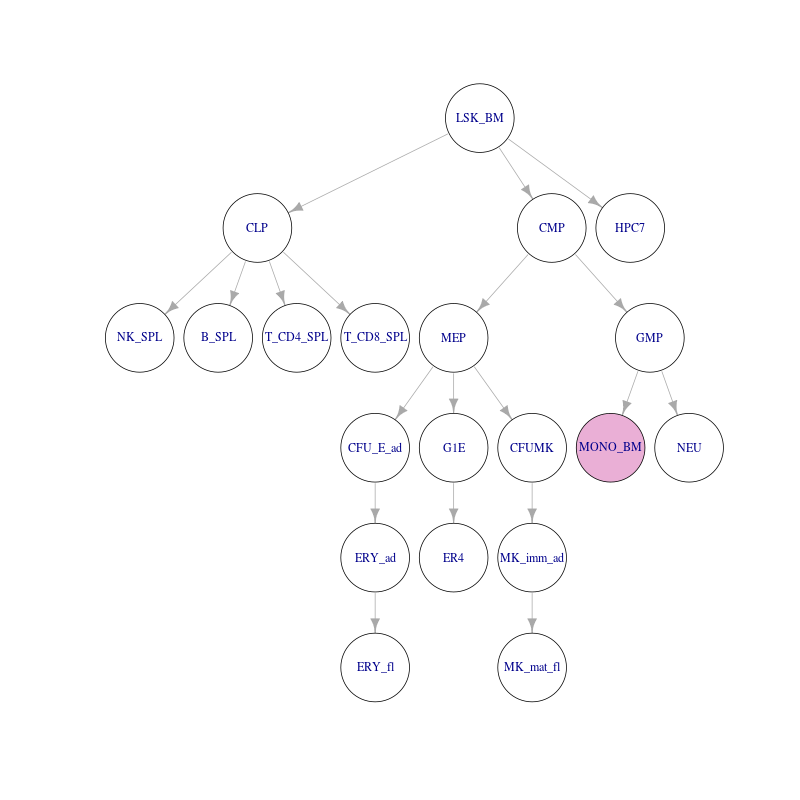 LSK_BM
CLP
CMP
HPC7
NK_SPL
B_SPL
T_CD4_SPL
T_CD8_SPL
MEP
GMP
CFU_E_ad
G1E
CFUMK
MONO_BM
NEU
ERY_ad
ER4
MK_imm_ad
ERY_fl
MK_mat_fl